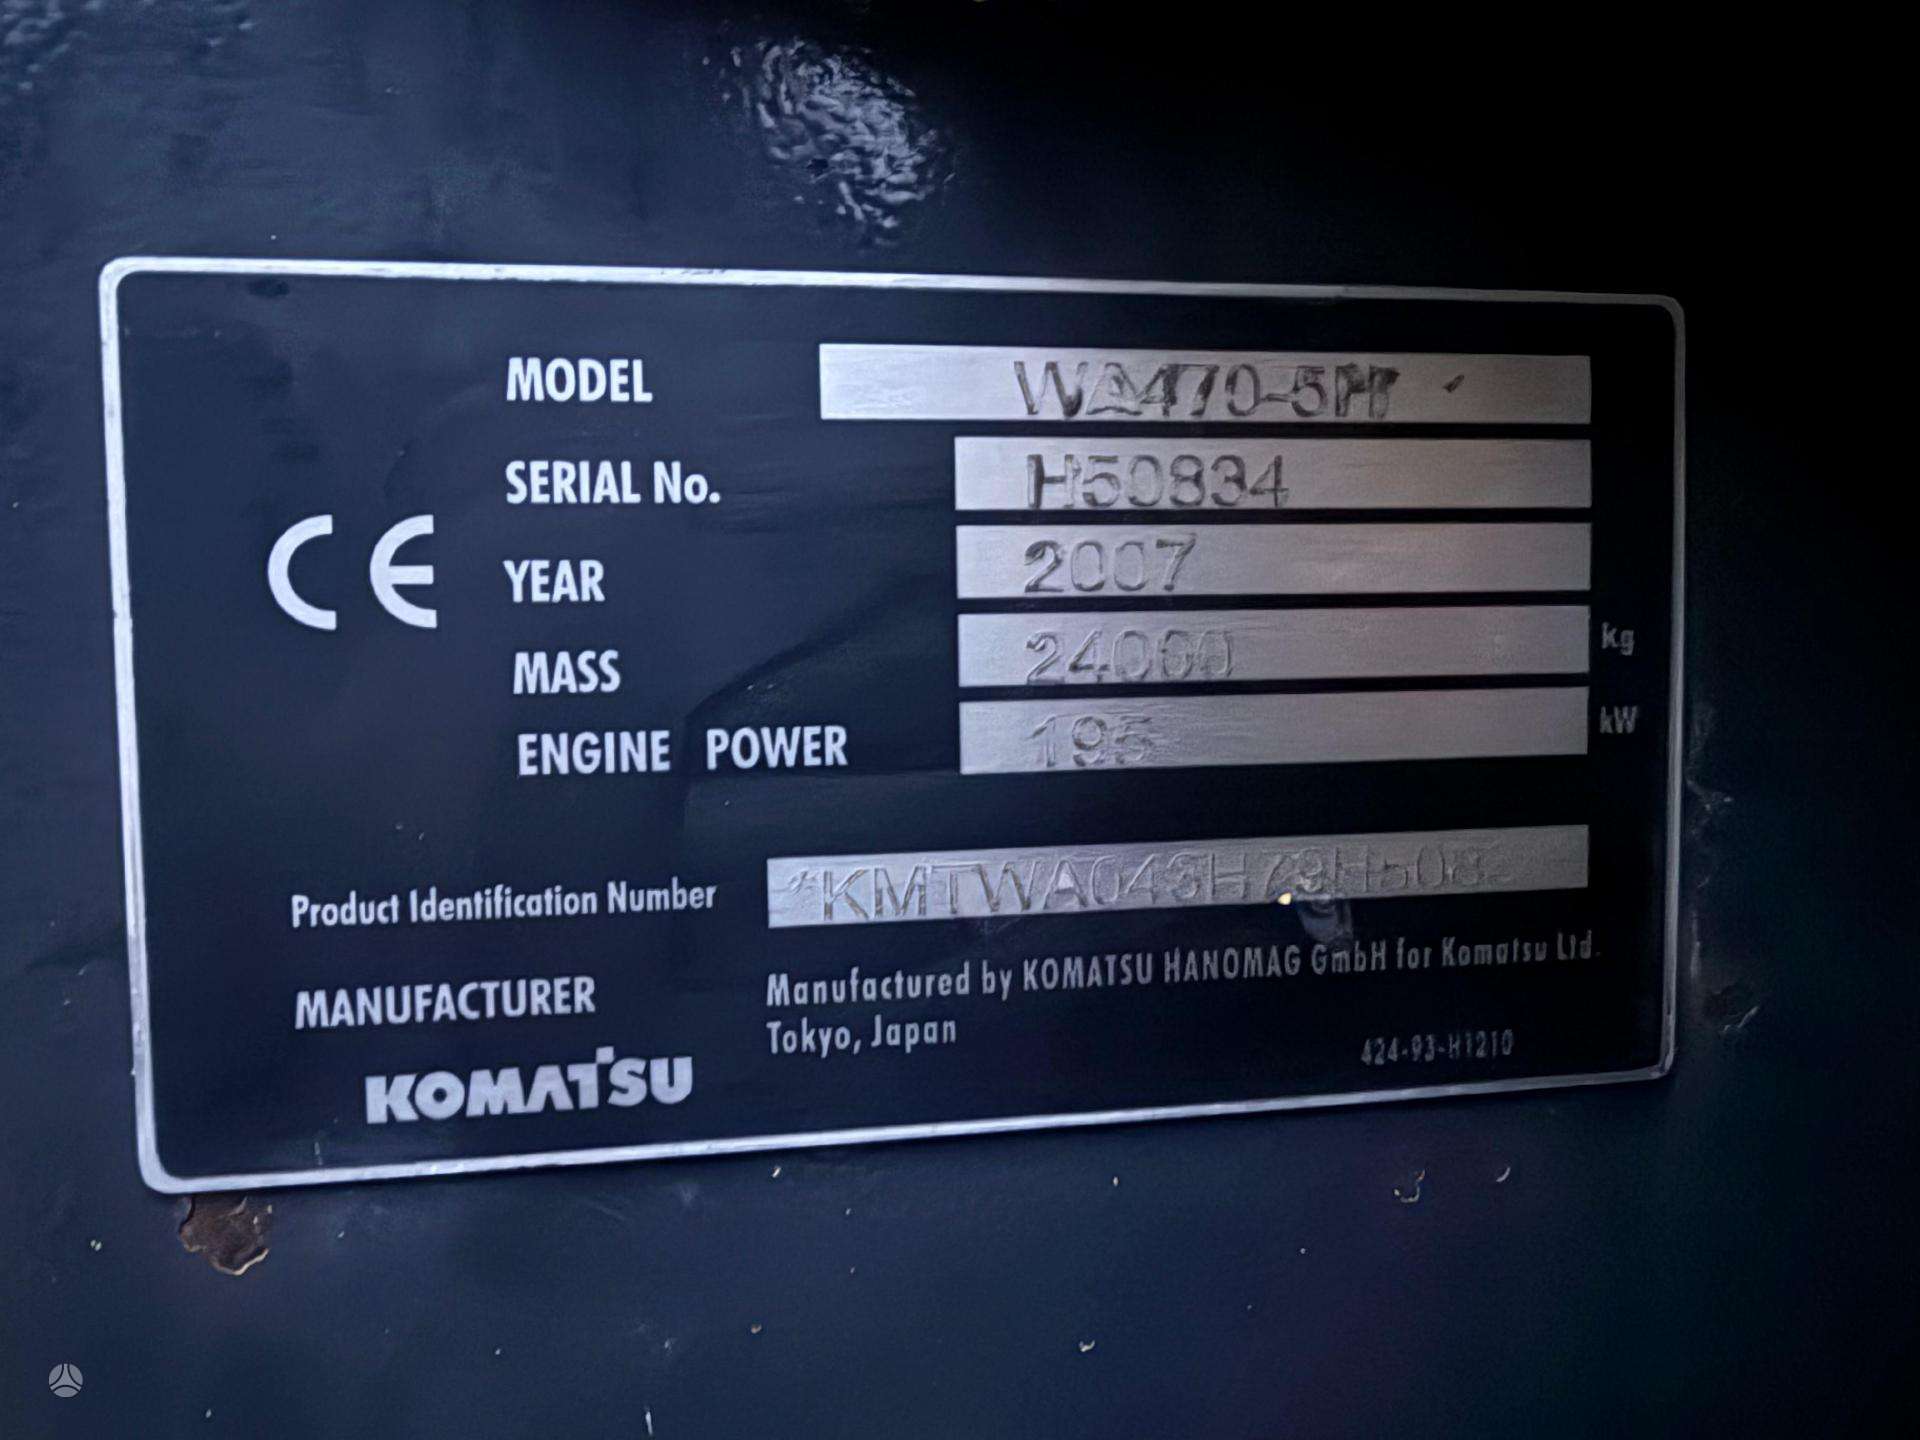 MODEL WA470-5H
SERIAL No. H50834
CE
YEAR 2007
MASS kg
ENGINE POWER 195 kW
Product Identification Number
MANUFACTURER Manufactured by KOMATSU HANOMAG GmbH for Komatsu Ltd.
Tokyo, Japan
424-93-H1210
KOMATSU